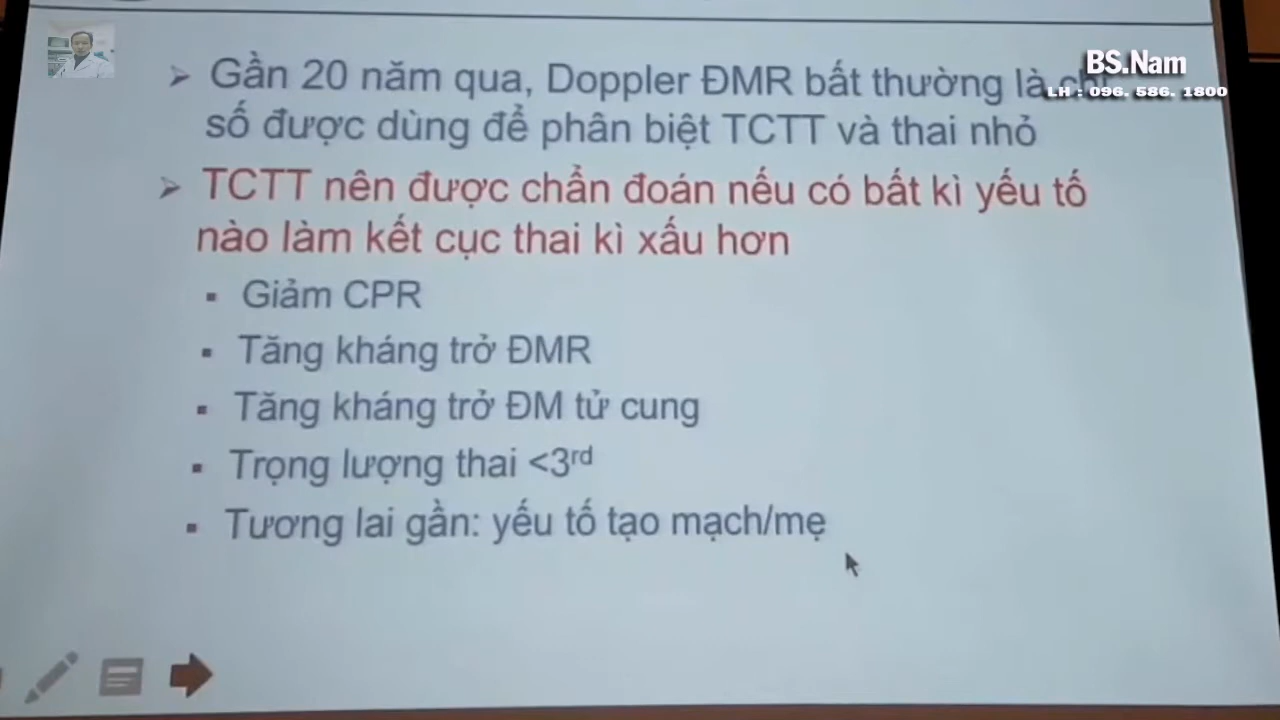 BS.Nam
LH : 096. 586. 1800
➢ Gần 20 năm qua, Doppler ĐMR bất thường là
số được dùng để phân biệt TCTT và thai nhỏ
➢ TCTT nên được chẩn đoán nếu có bất kì yếu tố
nào làm kết cục thai kì xấu hơn
▪ Giảm CPR
▪ Tăng kháng trở ĐMR
▪ Tăng kháng trở ĐM tử cung
▪ Trọng lượng thai <3rd
▪ Tương lai gần: yếu tố tạo mạch/mẹ